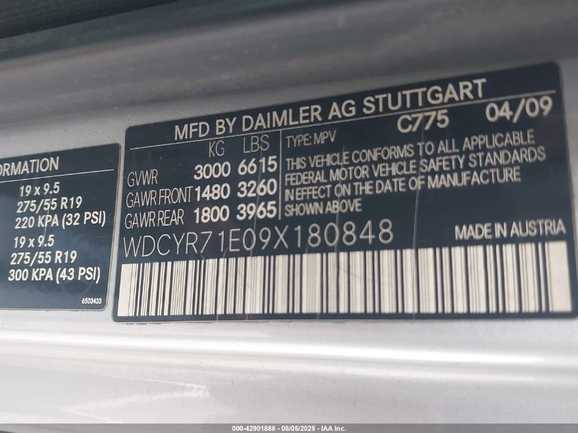 ORMATION
19 x 9.5
275/55 R19
220 KPA (32 PSI)
19 x 9.5
275/55 R19
300 KPA (43 PSI)
6503433
MFD BY DAIMLER AG STUTTGART
KG LBS
GVWR 3000 6615
GAWR FRONT 1480 3260
GAWR REAR 1800 3965
TYPE: MPV C775 04/09
THIS VEHICLE CONFORMS TO ALL APPLICABLE
FEDERAL MOTOR VEHICLE SAFETY STANDARDS
IN EFFECT ON THE DATE OF MANUFACTURE
SHOWN ABOVE
WDCYR71E09X180848
MADE IN AUSTRIA
000-42901888 - 08/05/2025 - IAA Inc.